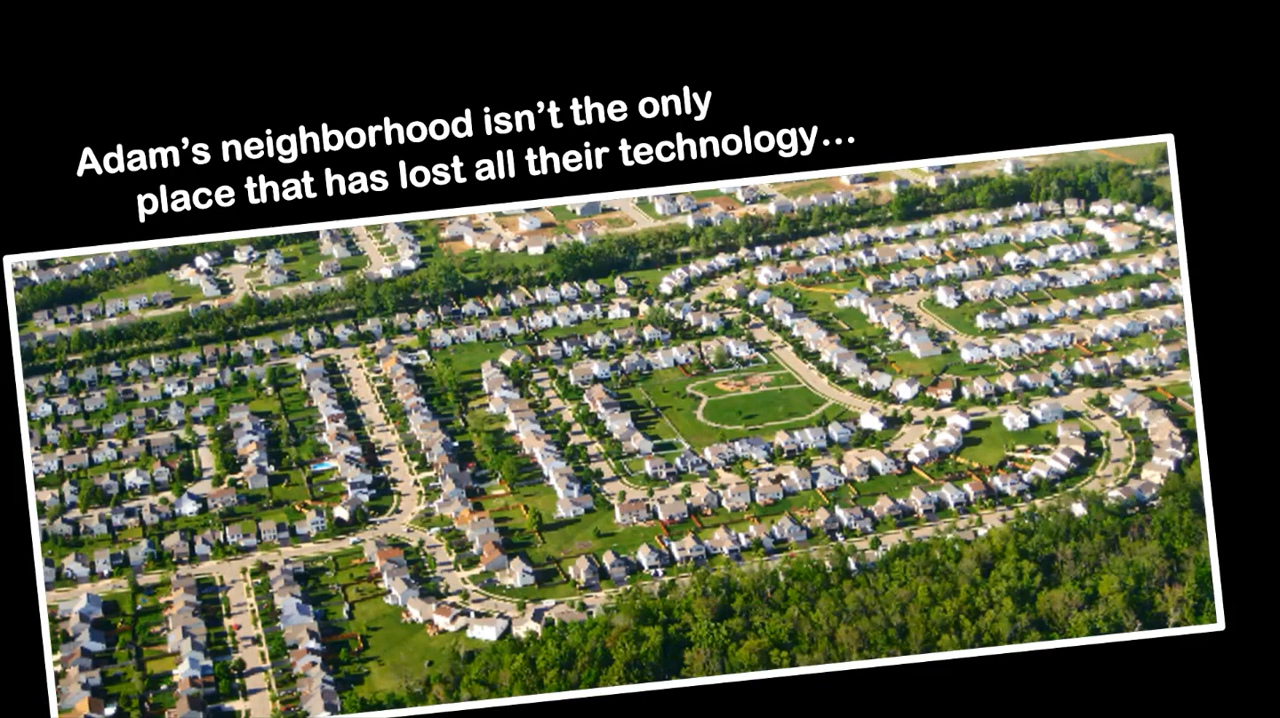 Adam’s neighborhood isn’t the only
place that has lost all their technology…